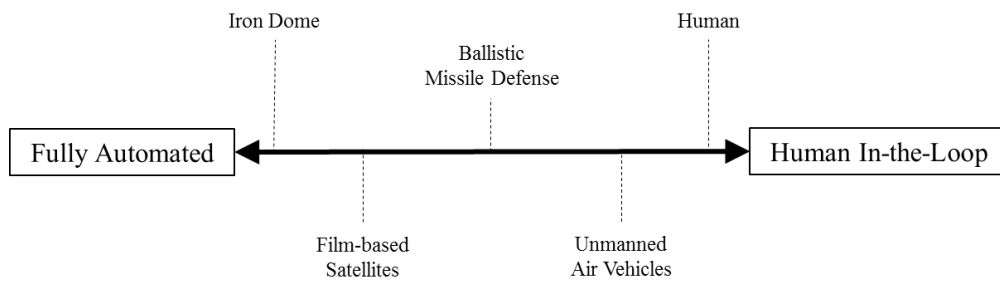 Iron Dome
Human
Ballistic
Missile Defense
Fully Automated
Human In-the-Loop
Film-based
Satellites
Unmanned
Air Vehicles